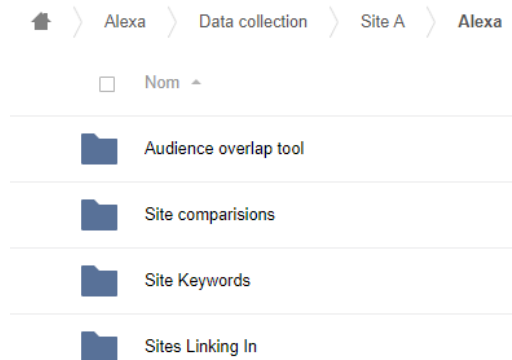 Alexa Data collection Site A Alexa
Nom
Audience overlap tool
Site comparisions
Site Keywords
Sites Linking In